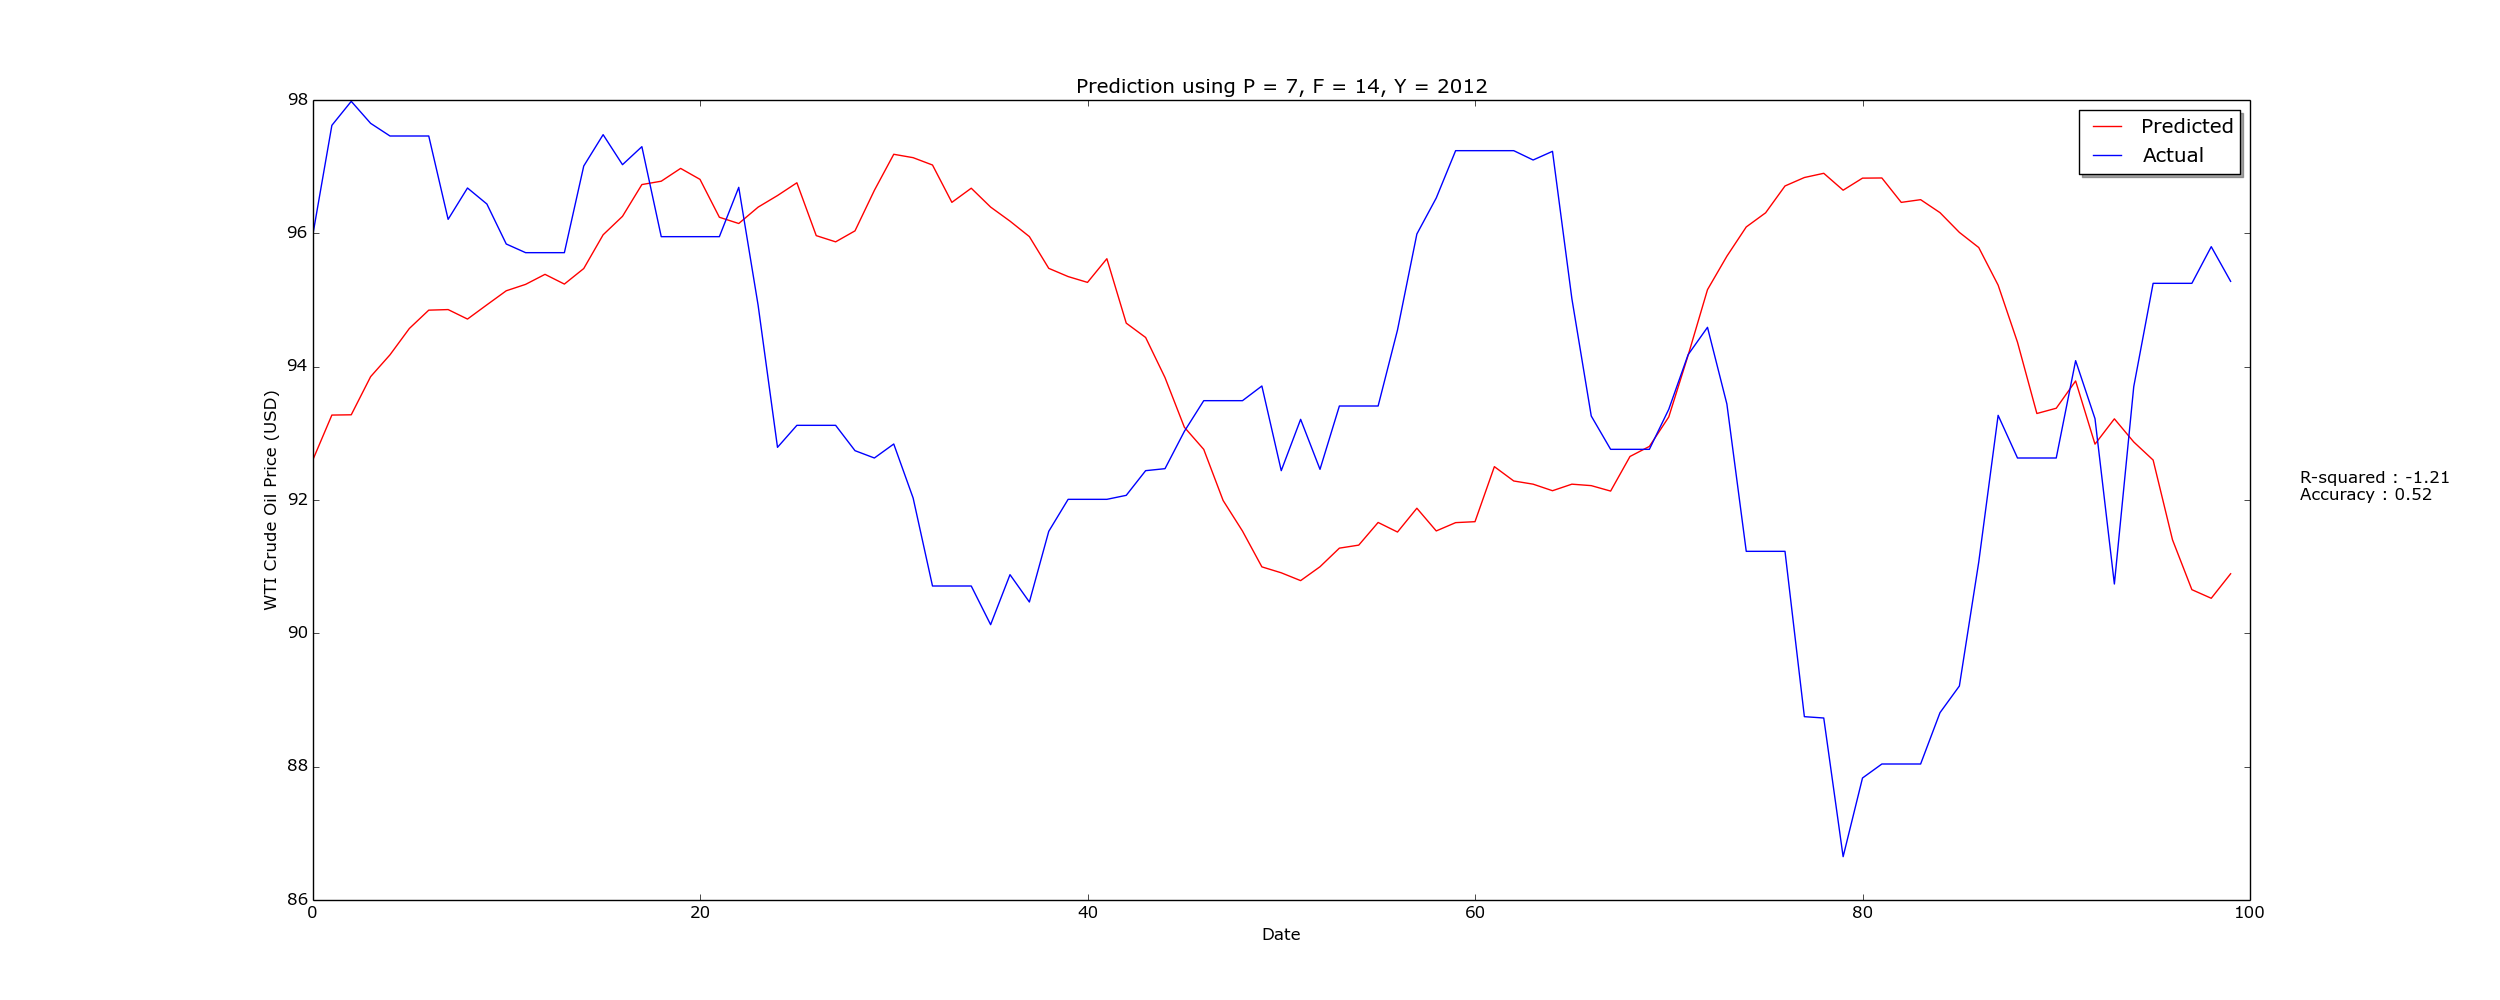 Prediction using P = 7, F = 14, Y = 2012
98
96
94
92
90
88
86
WTI Crude Oil Price (USD)
0
20
40
60
80
100
Date
Predicted
Actual
R-squared : -1.21
Accuracy : 0.52